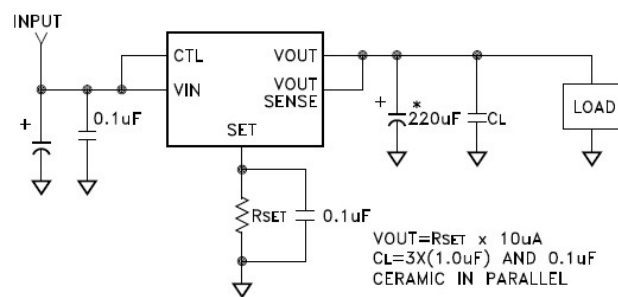 INPUT
CTL
VOUT
VIN
VOUT
SENSE
SET
+
0.1uF
+
*
220uF
CL
LOAD
RSET
0.1uF
VOUT=RSET x 10uA
CL=3X(1.0uF) AND 0.1uF
CERAMIC IN PARALLEL